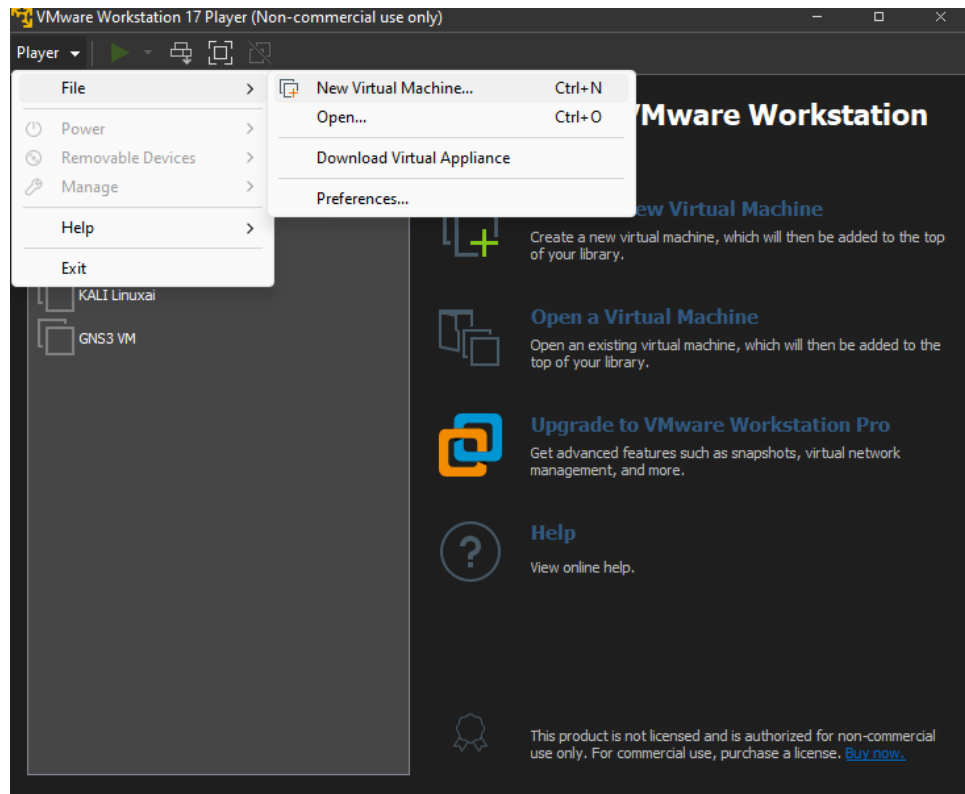 VMware Workstation 17 Player (Non-commercial use only)
Player
File
New Virtual Machine... Ctrl+N
Open... Ctrl+O
Download Virtual Appliance
Preferences...
Power
Removable Devices
Manage
Help
Exit
KALI Linuxai
GNS3 VM
Mware Workstation
ew Virtual Machine
Create a new virtual machine, which will then be added to the top
of your library.
Open a Virtual Machine
Open an existing virtual machine, which will then be added to the
top of your library.
Upgrade to VMware Workstation Pro
Get advanced features such as snapshots, virtual network
management, and more.
Help
View online help.
This product is not licensed and is authorized for non-commercial
use only. For commercial use, purchase a license. Buy now.